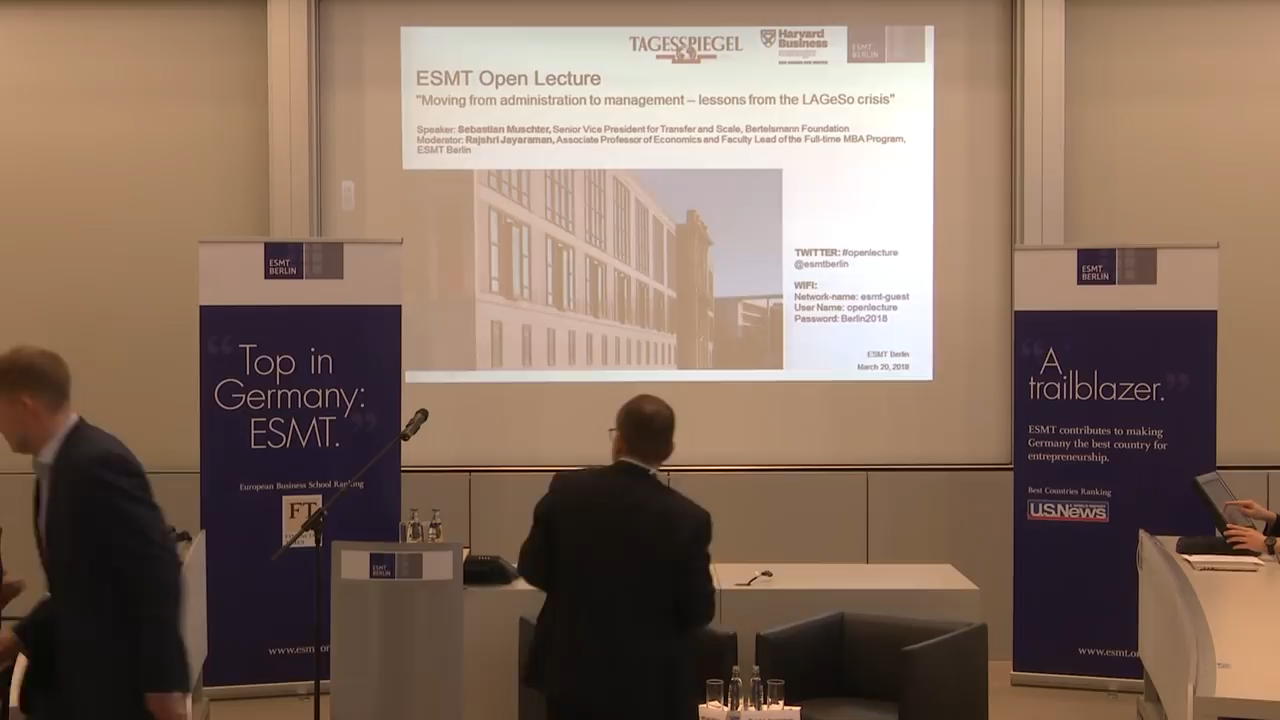 TAGESSPIEGEL
Harvard
Business
manager
ESMT
BERLIN
ESMT Open Lecture
"Moving from administration to management – lessons from the LAGeSo crisis"
Speaker: Sebastian Muschter, Senior Vice President for Transfer and Scale, Bertelsmann Foundation
Moderator: Rajshri Jayaraman, Associate Professor of Economics and Faculty Lead of the Full-time MBA Program,
ESMT Berlin
TWITTER: #openlecture
@esmtberlin
WIFI:
Network-name: esmt-guest
User Name: openlecture
Password: Berlin2018
ESMT Berlin
March 20, 2018
ESMT
BERLIN
"Top in
Germany:
ESMT."
European Business School Ranking
FT
www.esmt.or
ESMT
BERLIN
ESMT
BERLIN
"A
trailblazer."
ESMT contributes to making
Germany the best country for
entrepreneurship.
Best Countries Ranking
U.S.News
www.esmt.or